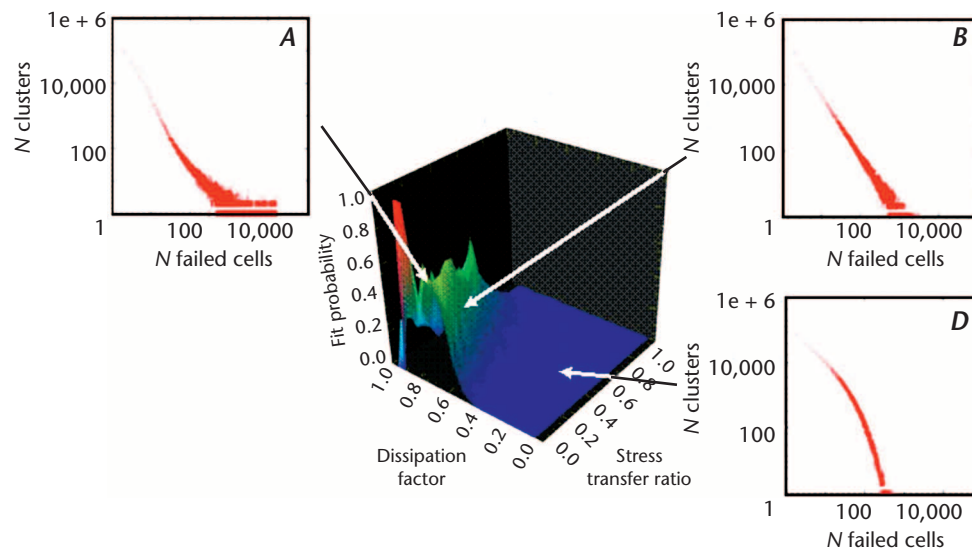 A
1e + 6
10,000
100
1
N clusters
100
10,000
N failed cells
B
1e + 6
10,000
100
1
N clusters
100
10,000
N failed cells
1.0
0.8
0.6
0.4
0.2
0.0
Fit probability
1.0
0.8
0.6
0.4
0.2
0.0
Dissipation
factor
0.0
0.2
0.4
0.6
0.8
1.0
Stress
transfer ratio
D
1e + 6
10,000
100
1
N clusters
100
10,000
N failed cells